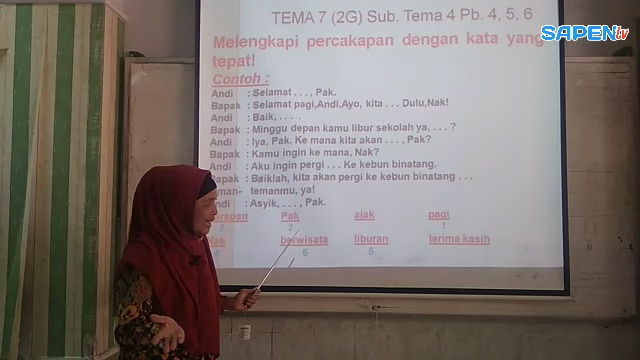 TEMA 7 (2G) Sub. Tema 4 Pb. 4, 5, 6
SAPEN tv
Melengkapi percakapan dengan kata yang
tepat!
Contoh :
Andi : Selamat . . . , Pak.
Bapak : Selamat pagi,Andi.Ayo, kita . . . Dulu,Nak!
Andi : Baik, . . . .
Bapak : Minggu depan kamu libur sekolah ya, . . . ?
Andi : Iya, Pak. Ke mana kita akan . . . , Pak?
Bapak : Kamu ingin ke mana, Nak?
Andi : Aku ingin pergi . . . Ke kebun binatang,
Bapak : Baiklah, kita akan pergi ke kebun binatang . . .
teman- temanmu, ya!
Andi : Asyik, . . . , Pak.
Pak ajak pagi
2 3 1
berwisata liburan terima kasih
4 6 5